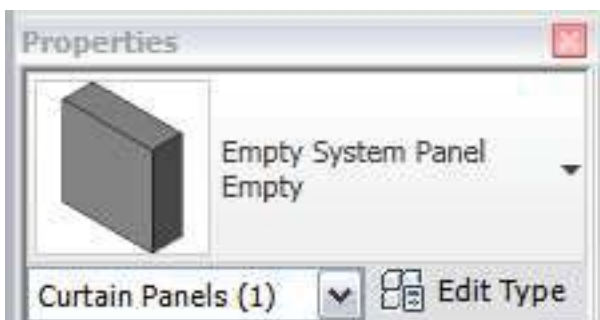 Properties
Empty System Panel
Empty
Curtain Panels (1)
Edit Type